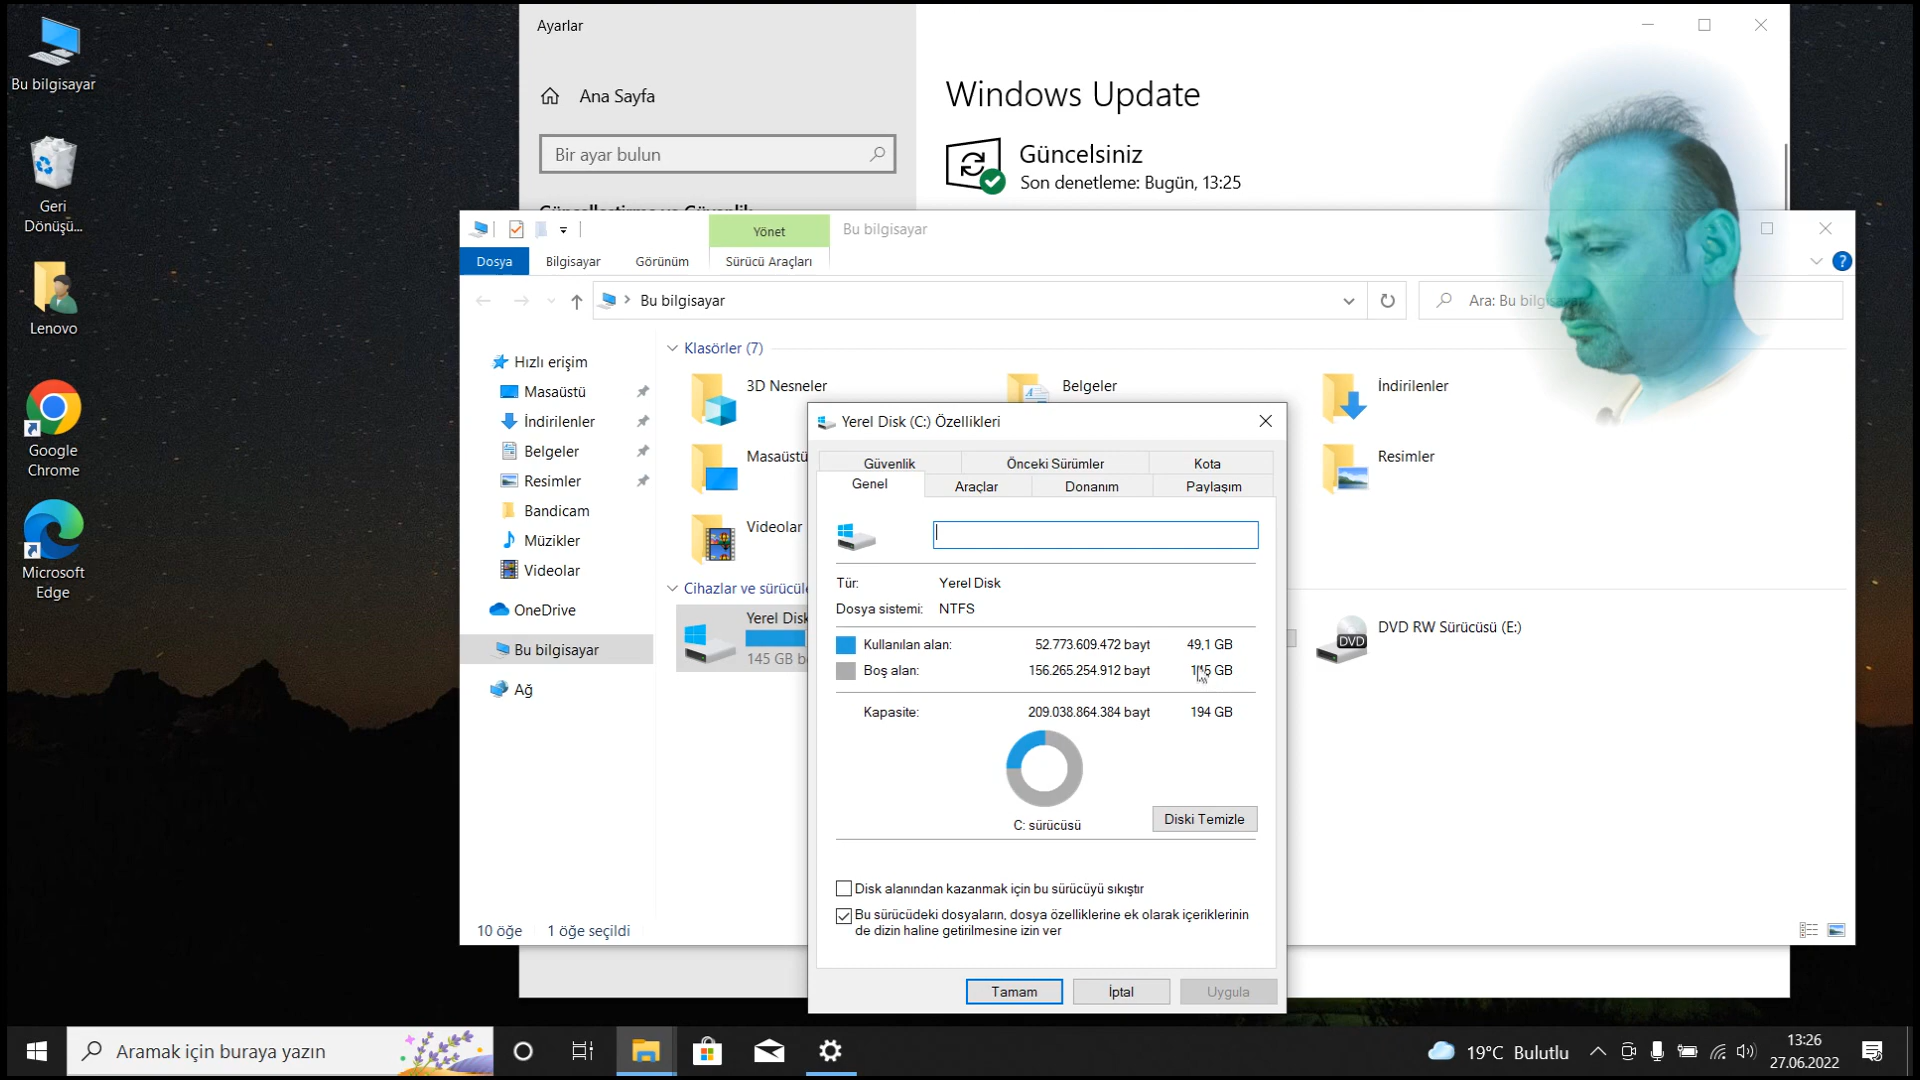 Bu bilgisayar
Geri
Dönüşü...
Lenovo
Google
Chrome
Microsoft
Edge
Ayarlar
Ana Sayfa
Bir ayar bulun
Güncelleştirme ve Güvenlik
Windows Update
Güncelsiniz
Son denetleme: Bugün, 13:25
Yönet
Bu bilgisayar
Dosya
Bilgisayar
Görünüm
Sürücü Araçları
Bu bilgisayar
Ara: Bu bilgisayar
Hızlı erişim
Masaüstü
İndirilenler
Belgeler
Resimler
Bandicam
Müzikler
Videolar
OneDrive
Bu bilgisayar
Ağ
Klasörler (7)
3D Nesneler
Belgeler
İndirilenler
Masaüstü
Resimler
Videolar
Cihazlar ve sürücüle
Yerel Disk
145 GB b
DVD
DVD RW Sürücüsü (E:)
10 öğe
1 öğe seçildi
Yerel Disk (C:) Özellikleri
Güvenlik
Önceki Sürümler
Kota
Genel
Araçlar
Donanım
Paylaşım
Tür: Yerel Disk
Dosya sistemi: NTFS
Kullanılan alan: 52.773.609.472 bayt 49,1 GB
Boş alan: 156.265.254.912 bayt 145 GB
Kapasite: 209.038.864.384 bayt 194 GB
C: sürücüsü
Diski Temizle
Disk alanından kazanmak için bu sürücüyü sıkıştır
Bu sürücüdeki dosyaların, dosya özelliklerine ek olarak içeriklerinin
de dizin haline getirilmesine izin ver
Tamam
İptal
Uygula
Aramak için buraya yazın
19°C Bulutlu
13:26
27.06.2022